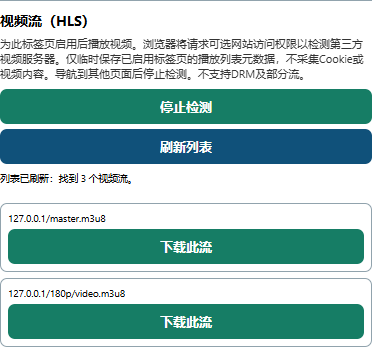 视频流（HLS）
为此标签页启用后播放视频。浏览器将请求可选网站访问权限以检测第三方
视频服务器。仅临时保存已启用标签页的播放列表元数据，不采集Cookie或
视频内容。导航到其他页面后停止检测。不支持DRM及部分流。
停止检测
刷新列表
列表已刷新：找到 3 个视频流。
127.0.0.1/master.m3u8
下载此流
127.0.0.1/180p/video.m3u8
下载此流